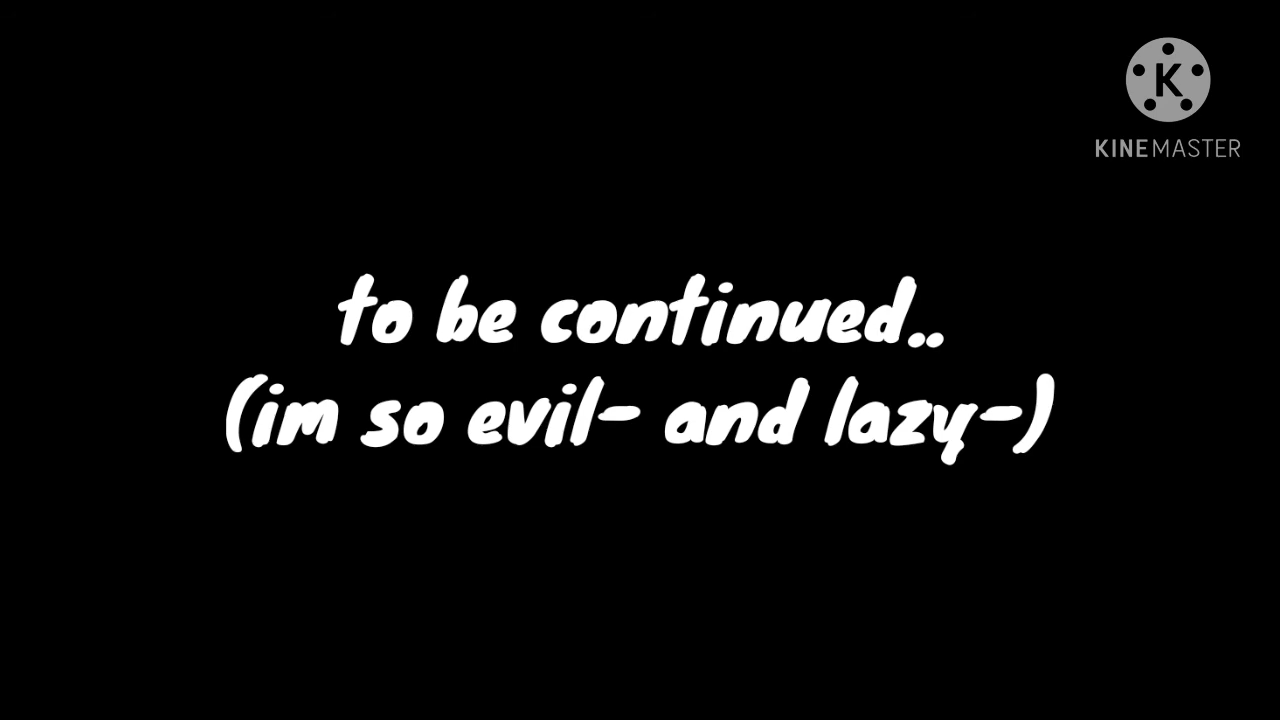 K
KINEMASTER
to be continued..
(im so evil- and lazy-)